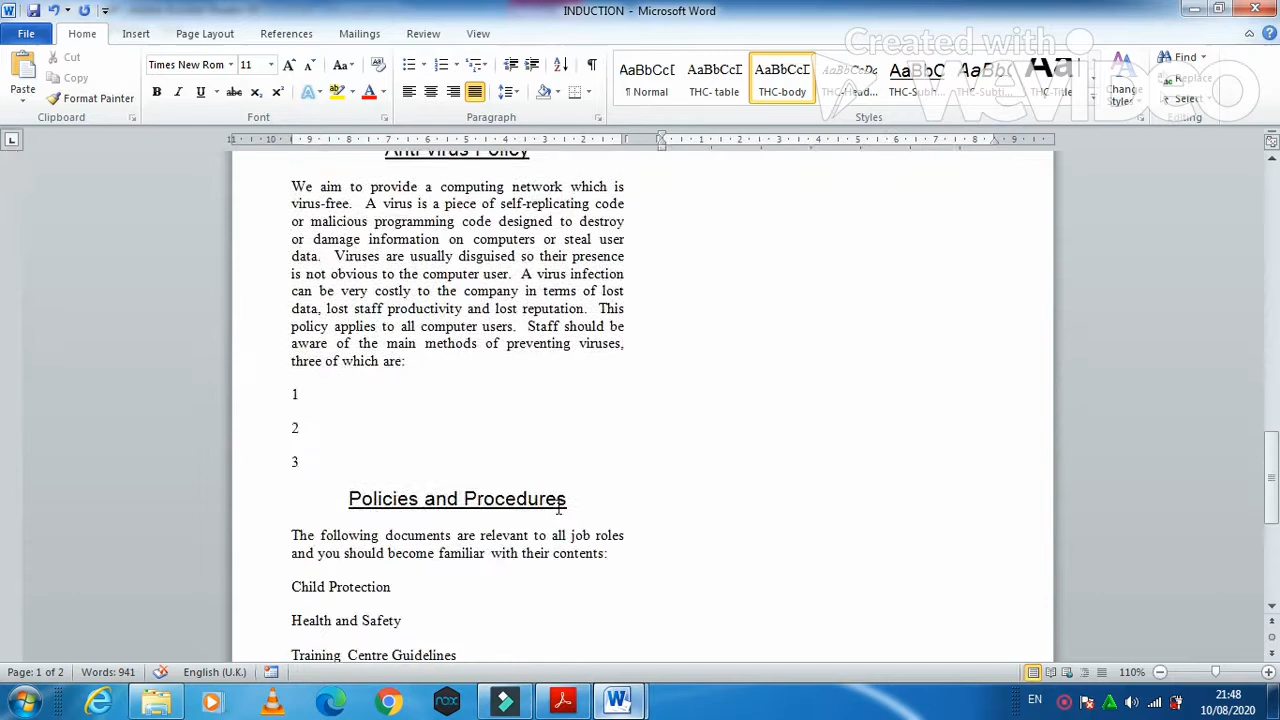 INDUCTION - Microsoft Word
File Home Insert Page Layout References Mailings Review View
Created with
WeVideo
Paste
Cut
Copy
Format Painter
Clipboard
Times New Rom 11
B I U abc x₂ x² A ab A
Font
Paragraph
AaBbCcI AaBbCcI AaBbCcI AaBbCcDc AaBbC AaBbC Aa
¶ Normal THC- table THC-body THC-Head... THC-Subh... THC-Subti... THC-Title
Change
Styles
Styles
Find
Replace
Select
Editing
Anti Virus Policy
We aim to provide a computing network which is
virus-free. A virus is a piece of self-replicating code
or malicious programming code designed to destroy
or damage information on computers or steal user
data. Viruses are usually disguised so their presence
is not obvious to the computer user. A virus infection
can be very costly to the company in terms of lost
data, lost staff productivity and lost reputation. This
policy applies to all computer users. Staff should be
aware of the main methods of preventing viruses,
three of which are:
1
2
3
Policies and Procedures
The following documents are relevant to all job roles
and you should become familiar with their contents:
Child Protection
Health and Safety
Training Centre Guidelines
Page: 1 of 2 Words: 941 English (U.K.) 110%
EN 21:48
10/08/2020